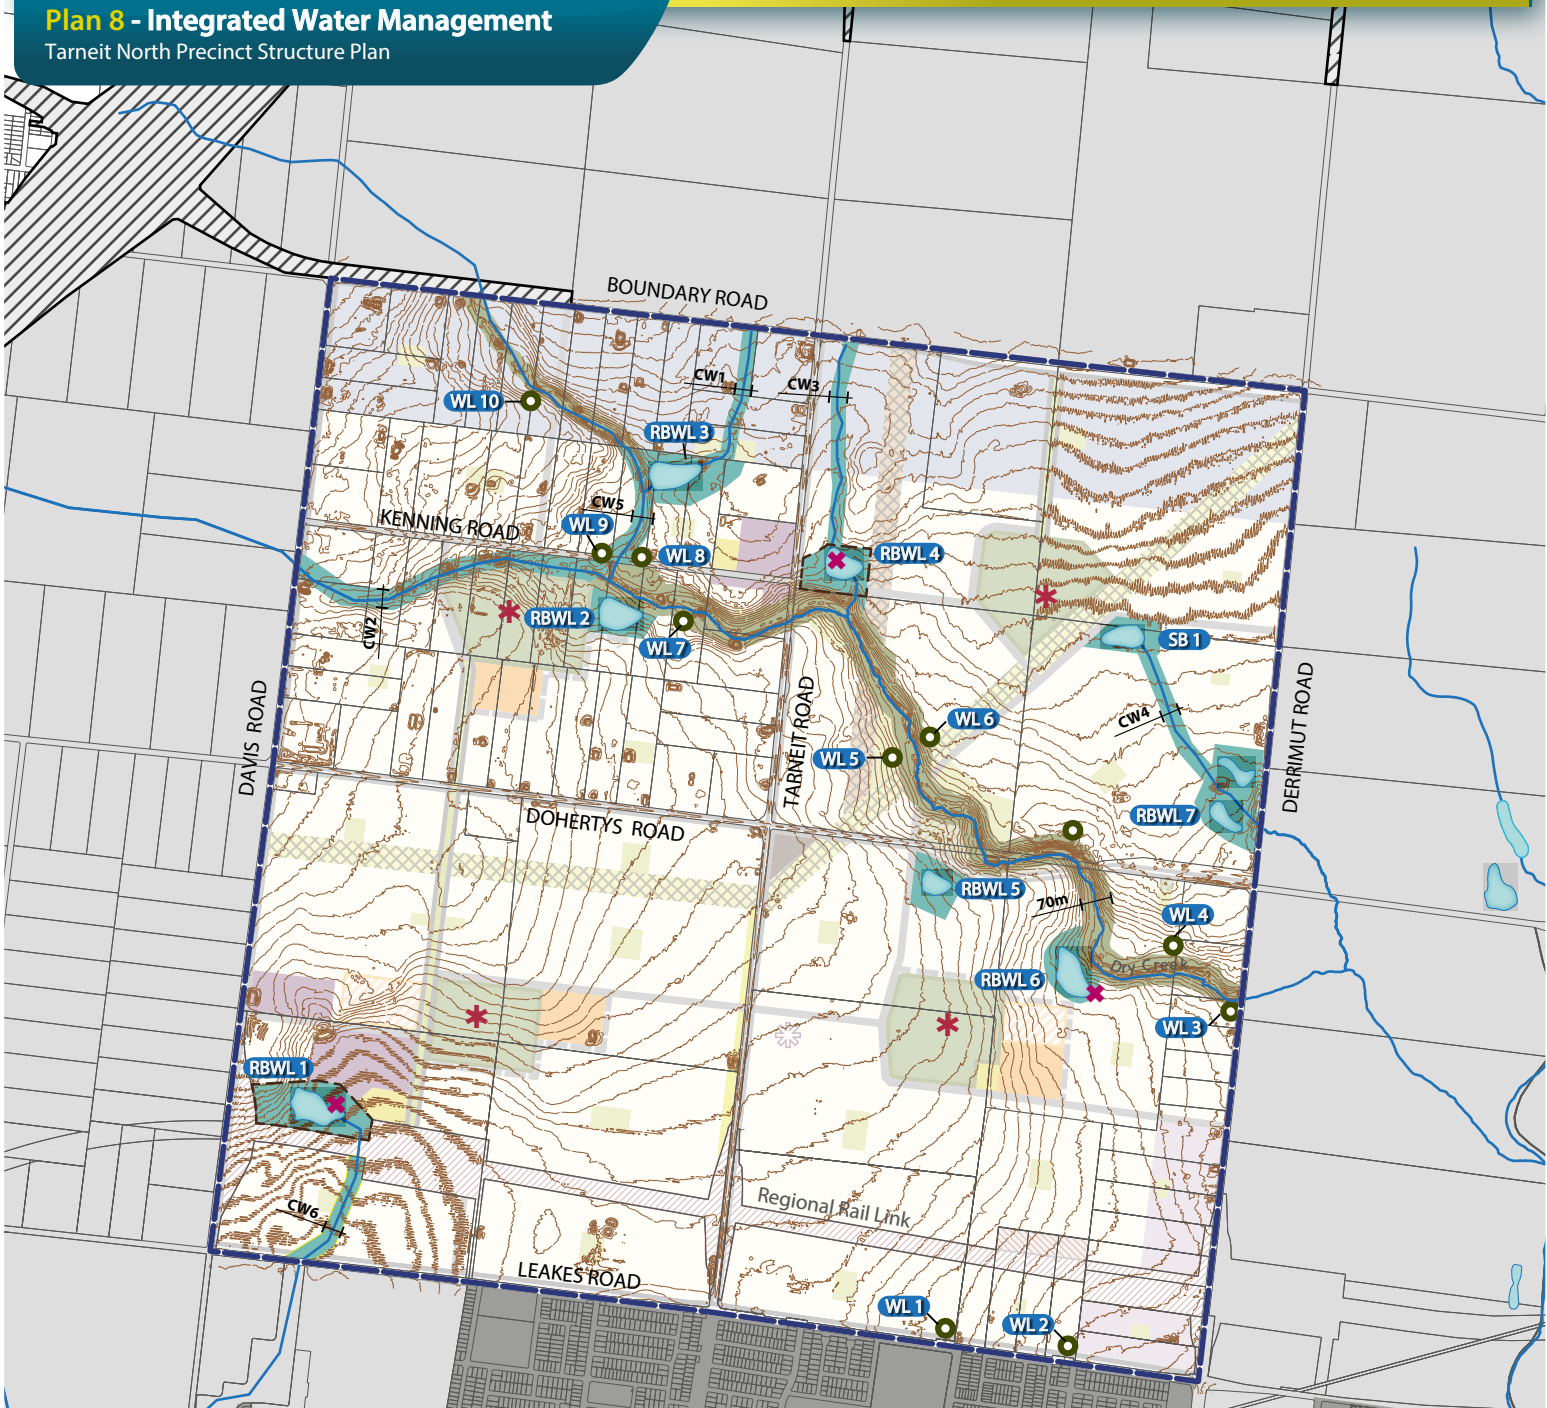 Plan 8 - Integrated Water Management
Tarneit North Precinct Structure Plan
BOUNDARY ROAD
CW1
CW3
WL 10
RBWL 3
CW5
KENNING ROAD
WL 9
WL 8
RBWL 4
RBWL 2
CW2
WL 7
SB 1
DERRIMUT ROAD
DAVIS ROAD
TARNEIT ROAD
WL 6
CW4
WL 5
RBWL 7
DOHERTYS ROAD
RBWL 5
70m
WL 4
Dry Creek
RBWL 6
WL 3
RBWL 1
CW6
Regional Rail Link
LEAKES ROAD
WL 1
WL 2